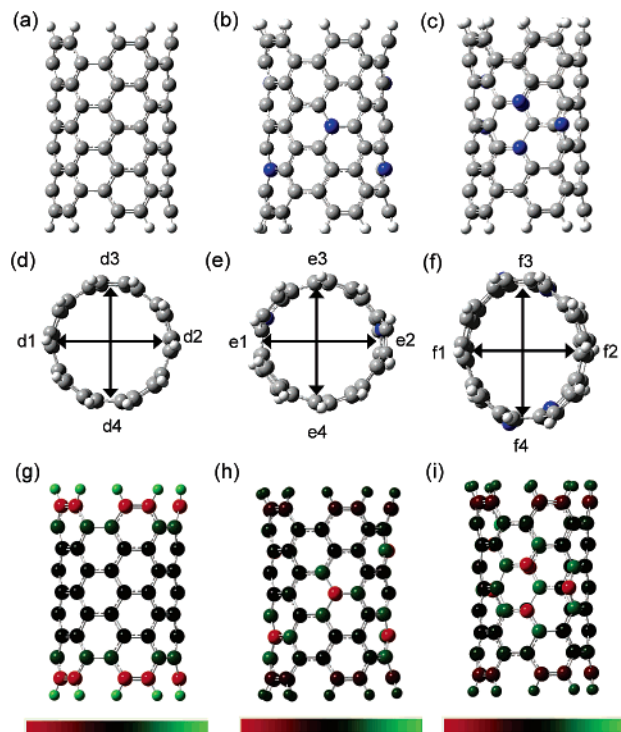 (a) (b) (c)
d3 e3 f3
(d) (e) (f)
d1 d2 e1 e2 f1 f2
d4 e4 f4
(g) (h) (i)